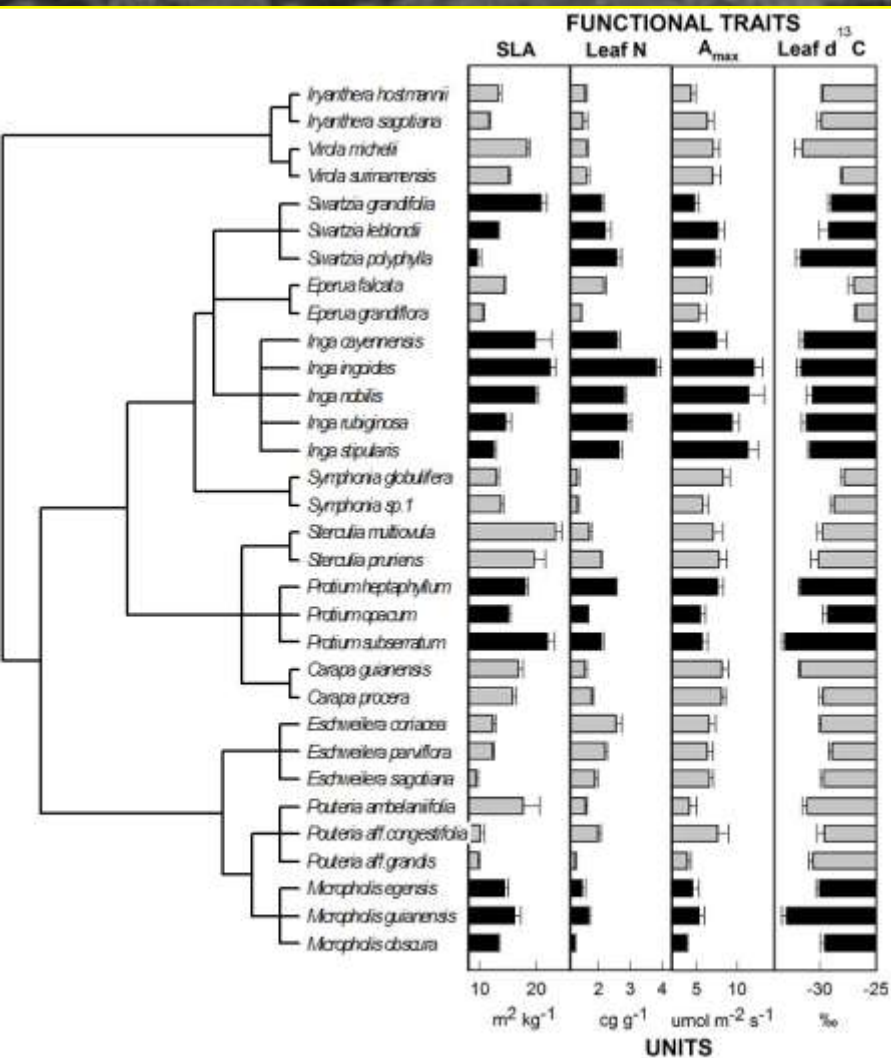 FUNCTIONAL TRAITS
SLA Leaf N Amax Leaf d13C
Iryanthera hostmannii
Iryanthera sagotiana
Virola michelii
Virola surinamensis
Swartzia grandifolia
Swartzia leblondii
Swartzia polyphylla
Eperua falcata
Eperua grandiflora
Inga cayennensis
Inga ingoides
Inga nobilis
Inga rubiginosa
Inga stipularis
Symphonia globulifera
Symphonia sp.1
Sterculia multiovula
Sterculia pruriens
Protium heptaphyllum
Protium opacum
Protium subserratum
Carapa guianensis
Carapa procera
Eschweilera coriacea
Eschweilera parviflora
Eschweilera sagotiana
Pouteria ambelaniifolia
Pouteria aff.congestifolia
Pouteria aff.grandis
Micropholis egensis
Micropholis guianensis
Micropholis obscura
10 20 2 3 4 5 10 -30 -25
m2 kg-1 cg g-1 umol m-2 s-1 ‰
UNITS